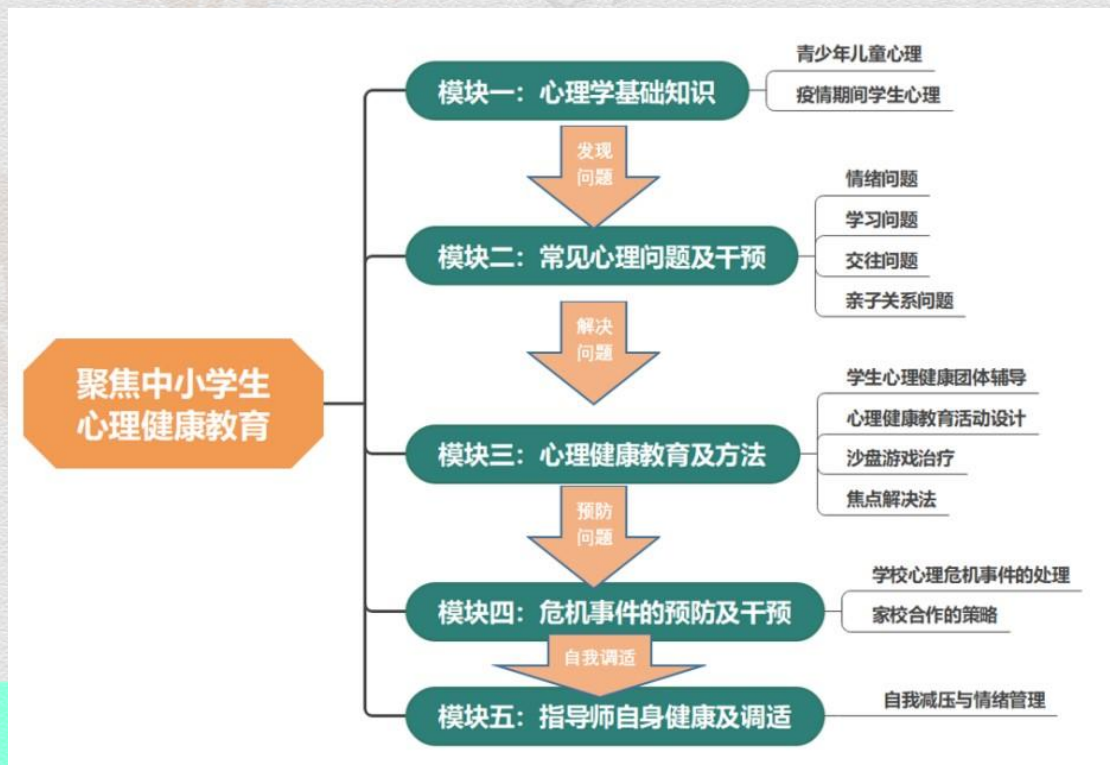 青少年儿童心理
模块一：心理学基础知识
疫情期间学生心理
发现
问题
情绪问题
学习问题
模块二：常见心理问题及干预
交往问题
亲子关系问题
解决
问题
聚焦中小学生
心理健康教育
学生心理健康团体辅导
心理健康教育活动设计
模块三：心理健康教育及方法
沙盘游戏治疗
焦点解决法
预防
问题
学校心理危机事件的处理
模块四：危机事件的预防及干预
家校合作的策略
自我调适
模块五：指导师自身健康及调适
自我减压与情绪管理